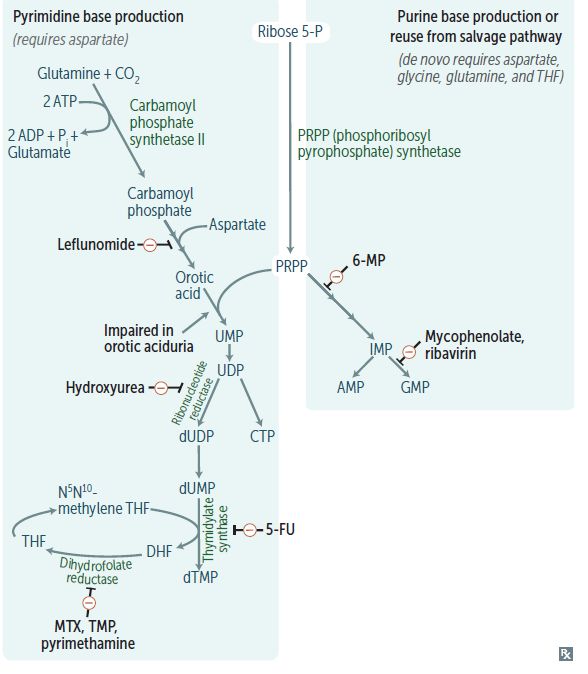 Pyrimidine base production
(requires aspartate)
Ribose 5-P
Purine base production or
reuse from salvage pathway
(de novo requires aspartate,
glycine, glutamine, and THF)
Glutamine + CO₂
2 ATP
2 ADP + Pᵢ +
Glutamate
Carbamoyl
phosphate
synthetase II
PRPP (phosphoribosyl
pyrophosphate) synthetase
Carbamoyl
phosphate
Aspartate
Leflunomide
Orotic
acid
PRPP
6-MP
Impaired in
orotic aciduria
UMP
IMP
Mycophenolate,
ribavirin
AMP
GMP
UDP
Hydroxyurea
Ribonucleotide
reductase
dUDP
CTP
dUMP
N⁵N¹⁰-
methylene THF
Thymidylate
synthase
5-FU
THF
DHF
Dihydrofolate
reductase
dTMP
MTX, TMP,
pyrimethamine
Rx